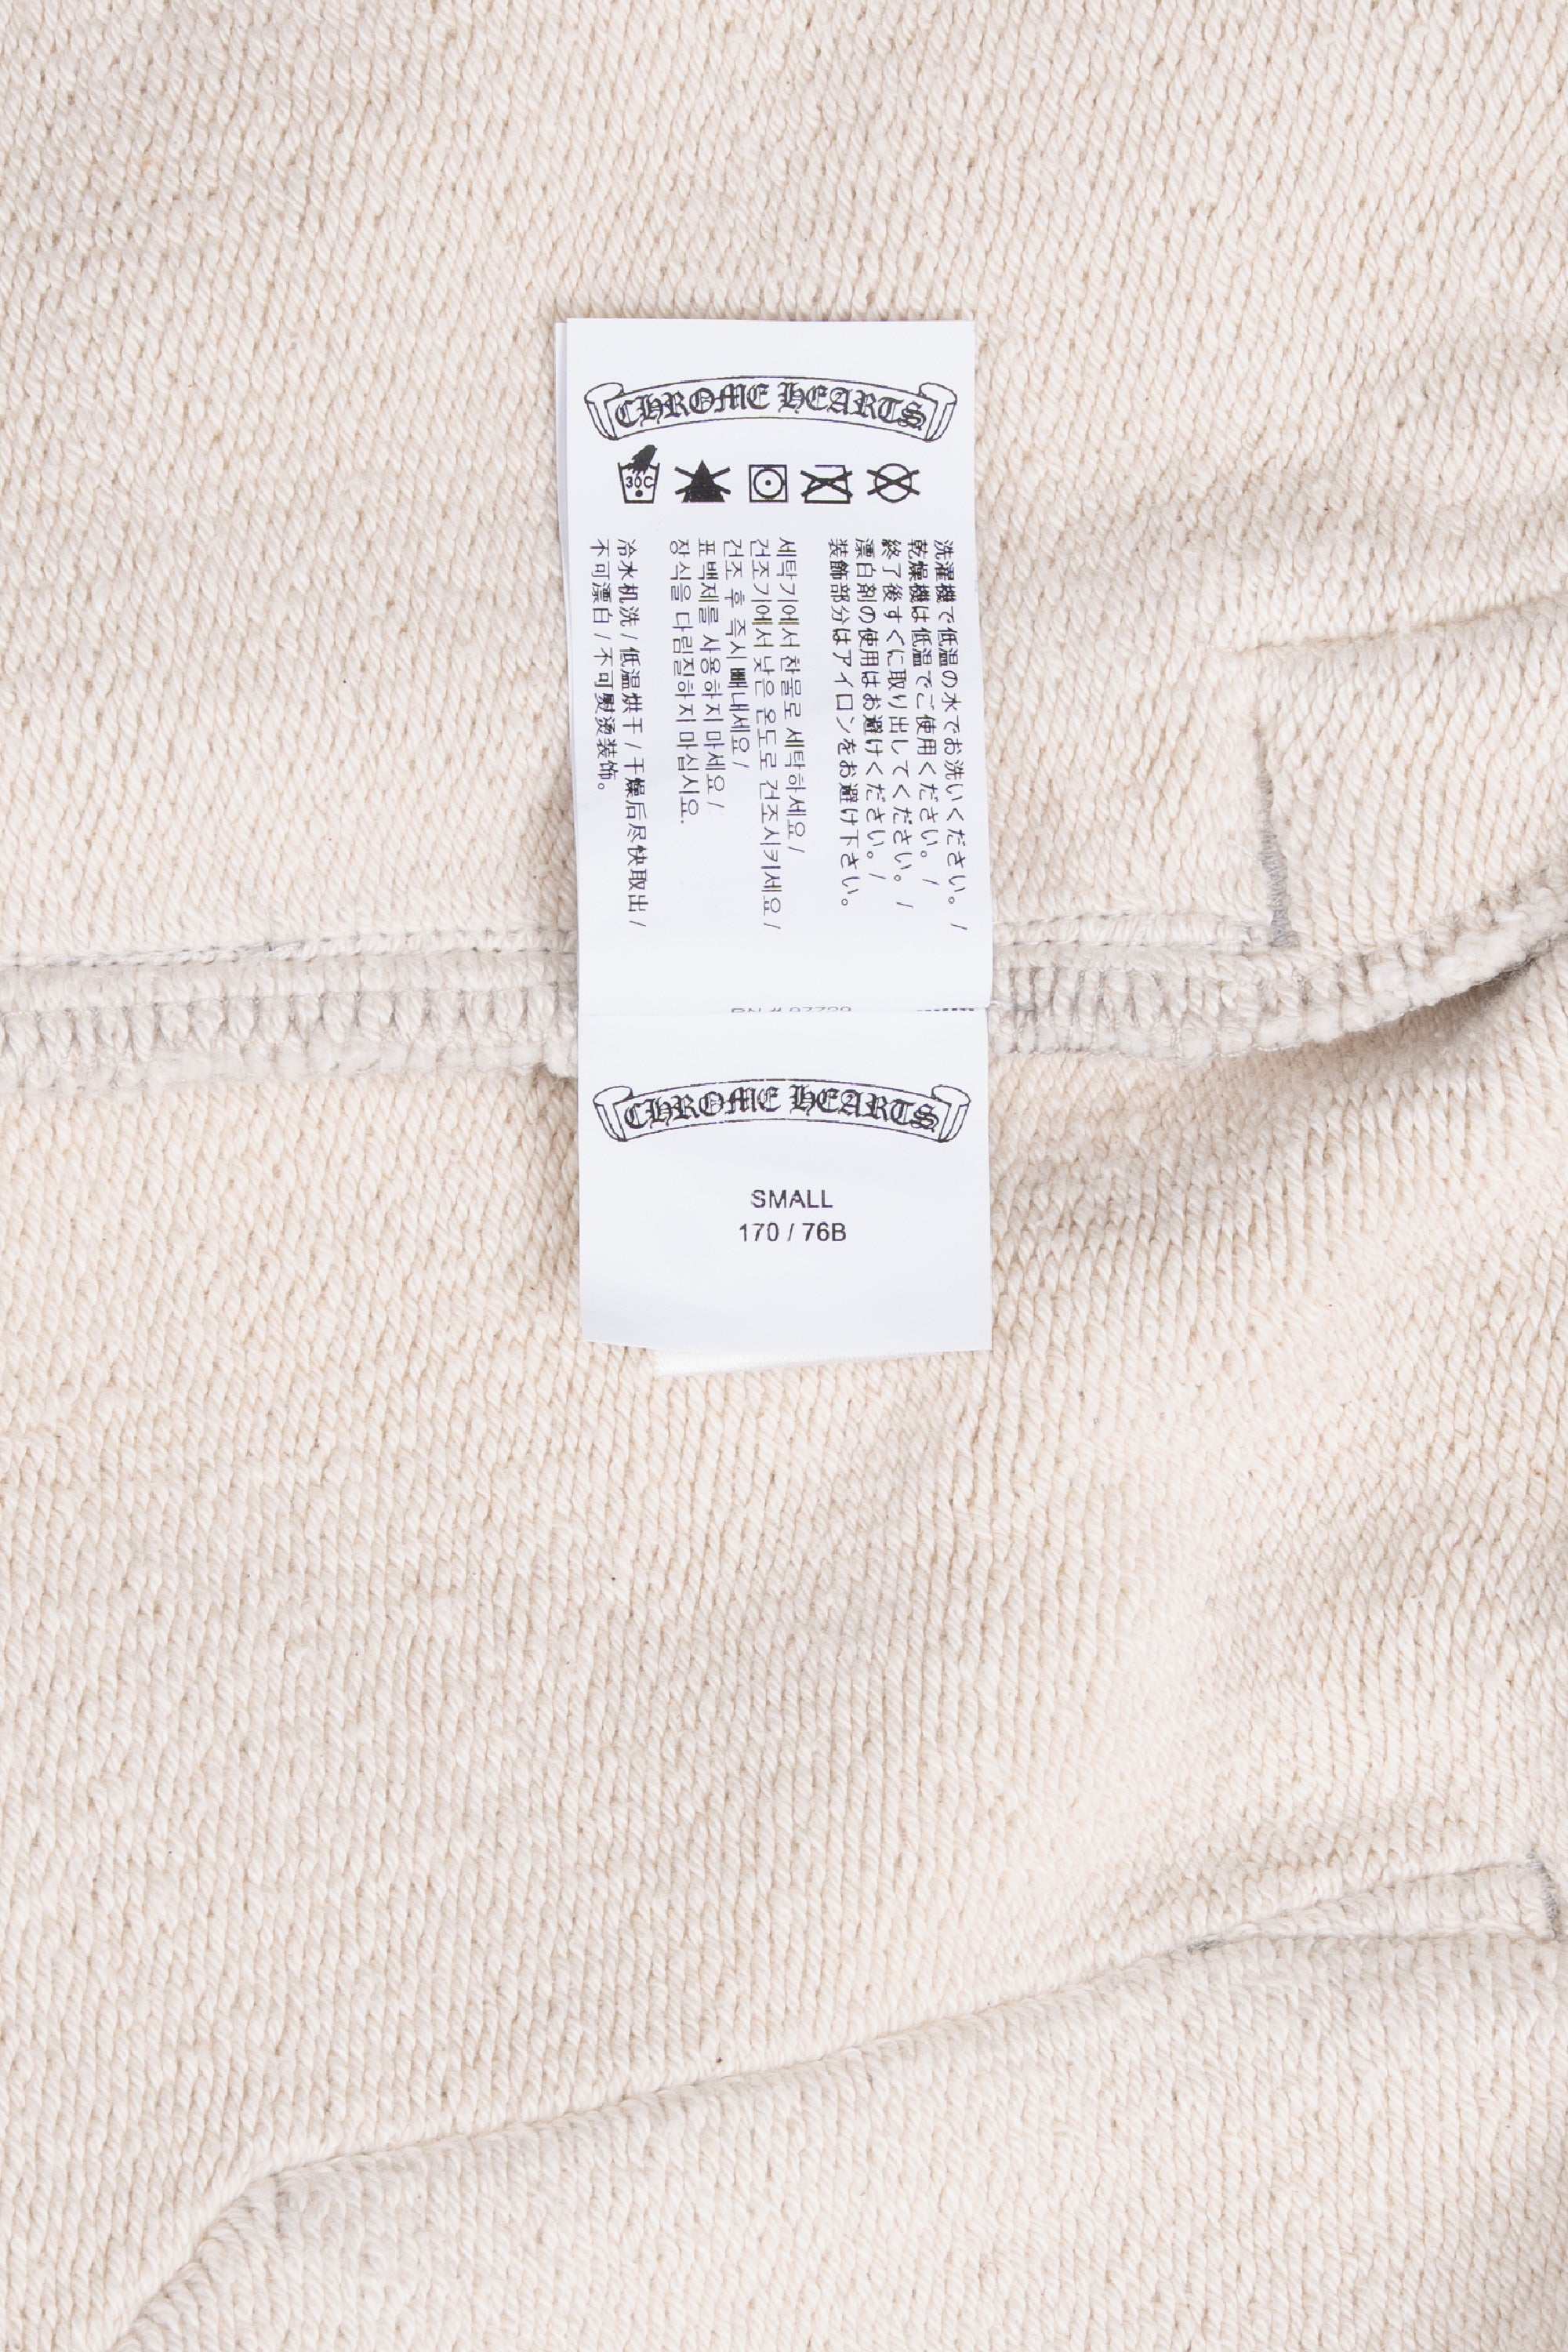 CHROME HEARTS
30C
洗濯機で低温の水でお洗いください。 /
乾燥機は低温でご使用ください。 /
終了後すぐに取り出してください。 /
漂白剤の使用はお避けください。 /
装飾部分はアイロンをお避け下さい。
세탁기에서 찬물로 세탁하세요 /
건조기에서 낮은 온도로 건조시키세요 /
건조 후 즉시 빼내세요 /
표백제를 사용하지 마세요 /
장식을 다림질하지 마십시요.
冷水机洗 / 低温烘干 / 干燥后尽快取出 /
不可漂白 / 不可熨烫装饰。
CHROME HEARTS
SMALL
170 / 76B